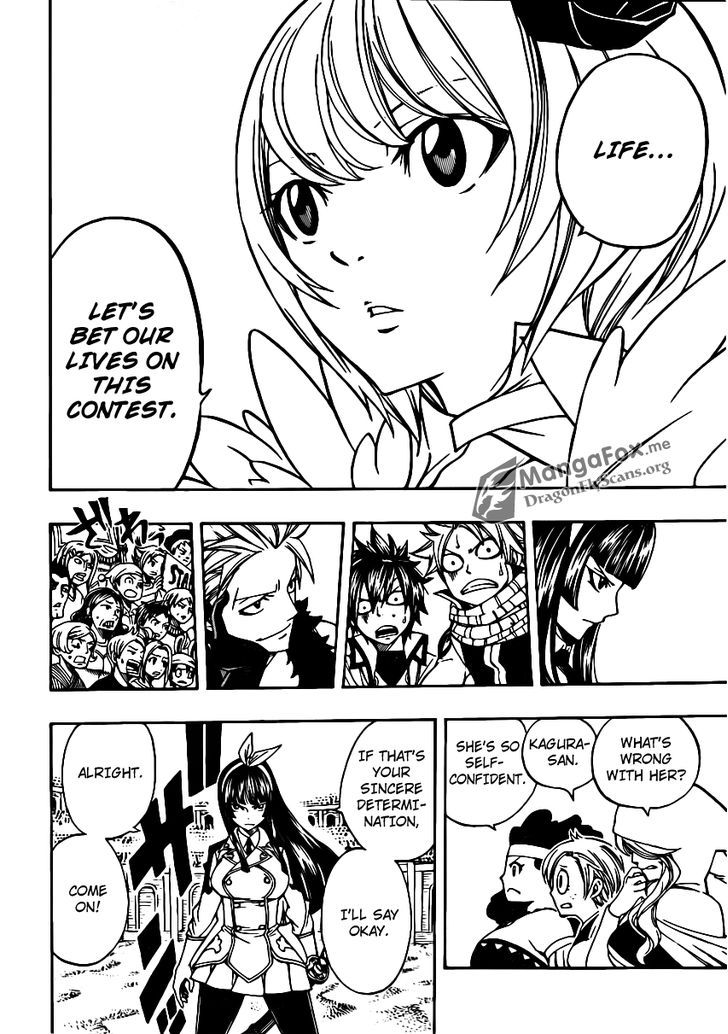 LIFE...
LET'S
BET OUR
LIVES ON
THIS
CONTEST.
MangaFox.me
DragonFlyScans.org
WHAT'S
WRONG
WITH HER?
KAGURA-
SAN.
SHE'S SO
SELF-
CONFIDENT.
IF THAT'S
YOUR
SINCERE
DETERMI-
NATION,
I'LL SAY
OKAY.
ALRIGHT.
COME
ON!